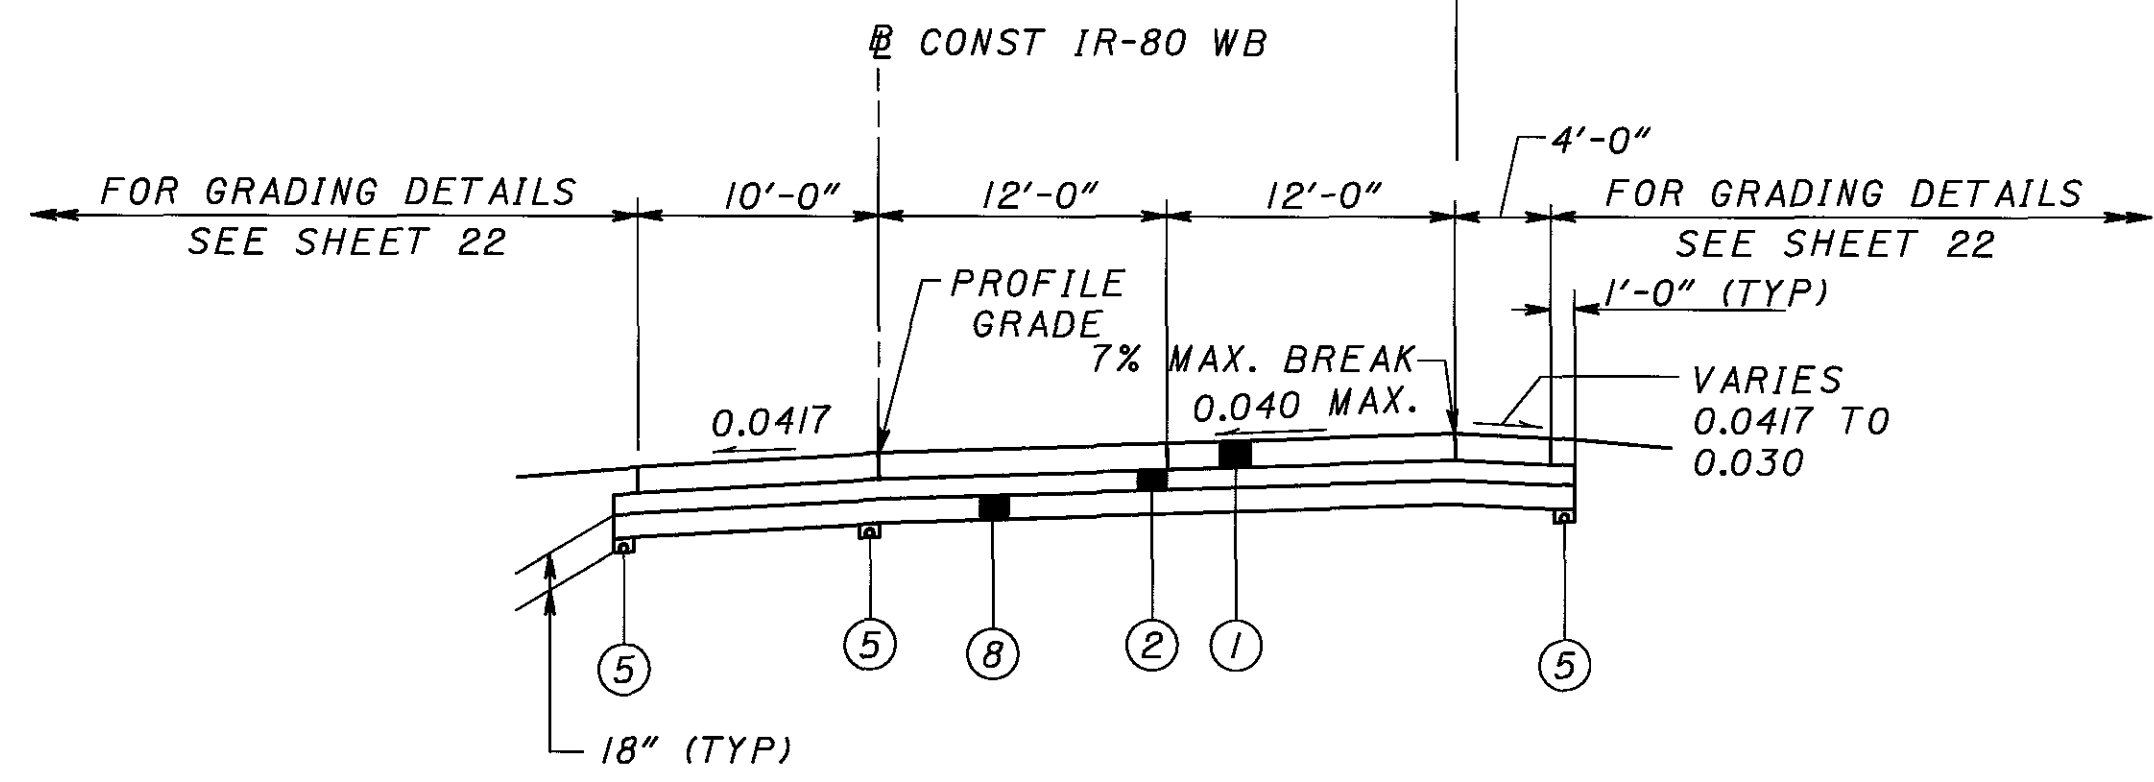 ℄ CONST IR-80 WB
4'-0"
FOR GRADING DETAILS
SEE SHEET 22
10'-0"
12'-0"
12'-0"
FOR GRADING DETAILS
SEE SHEET 22
1'-0" (TYP)
PROFILE
GRADE
7% MAX. BREAK
0.040 MAX.
0.0417
VARIES
0.0417 TO
0.030
5
5
8
2
1
5
18" (TYP)